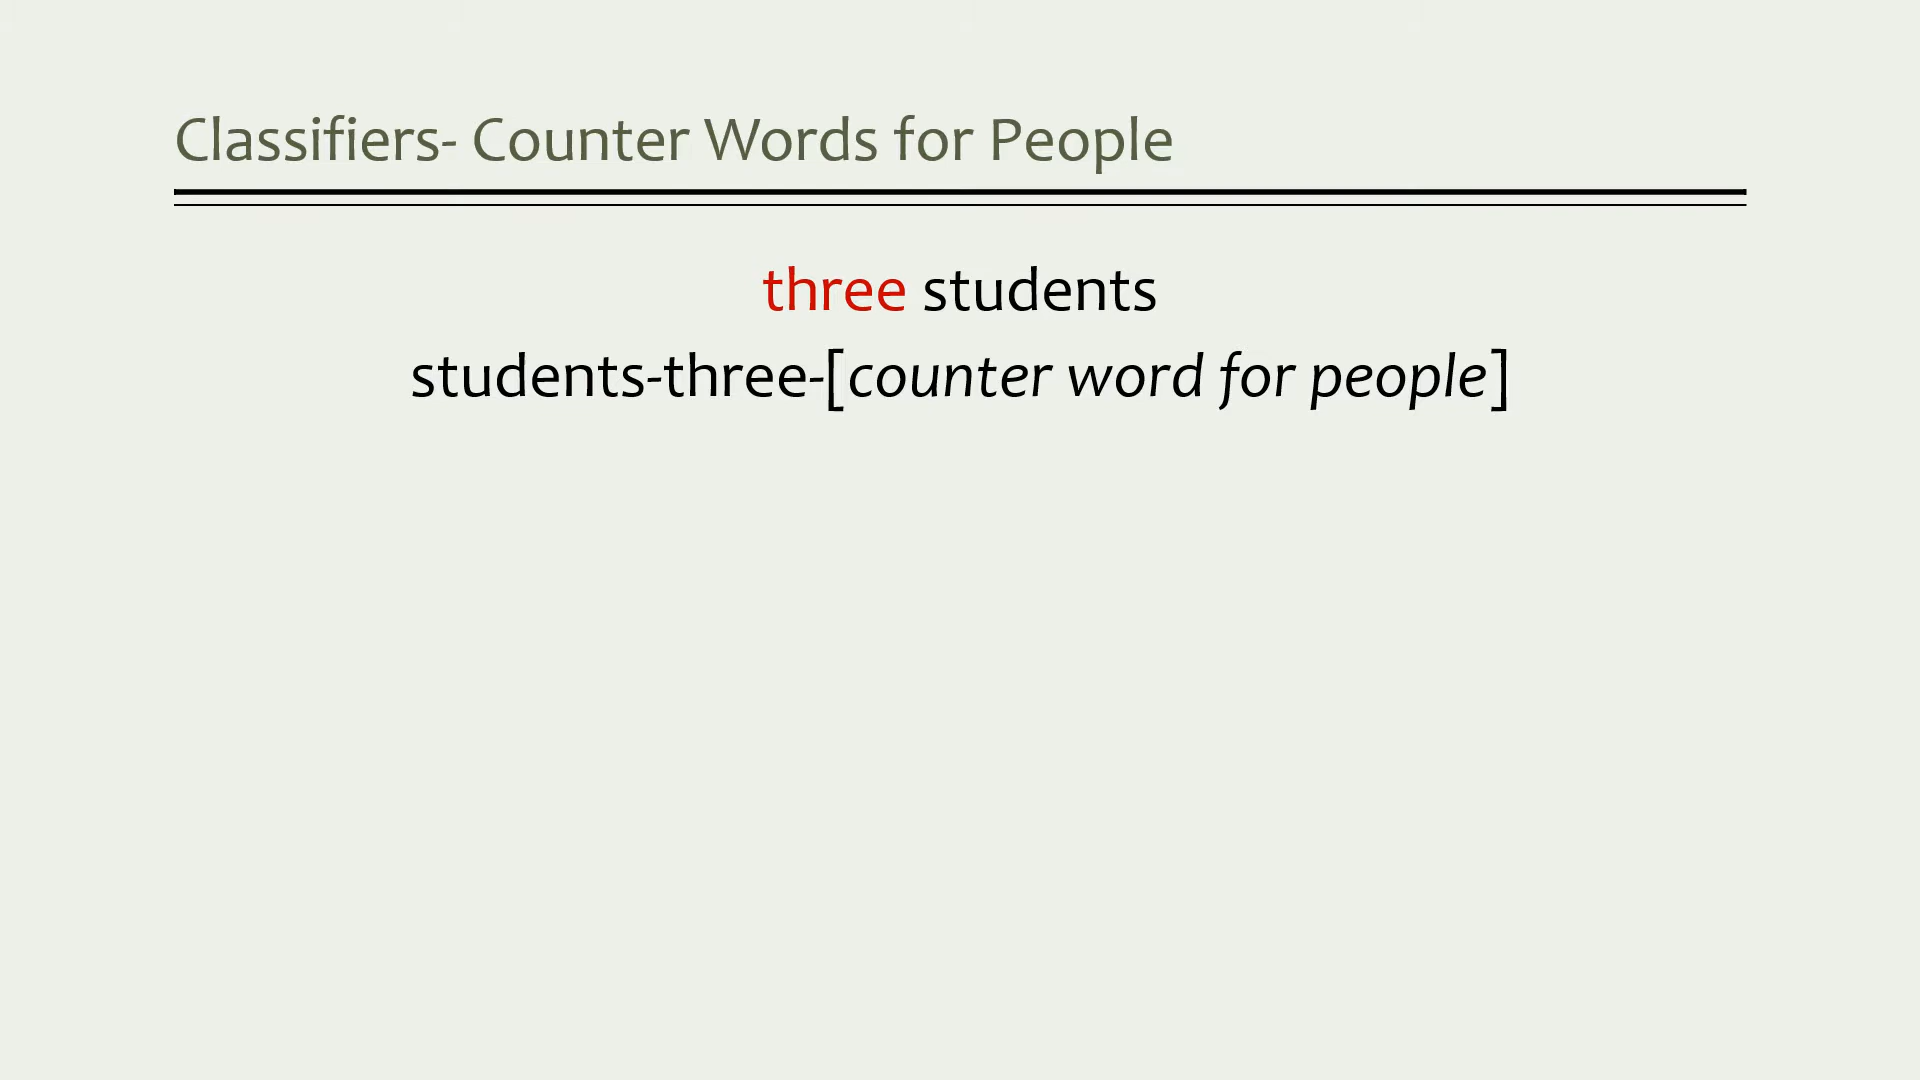 Classifiers- Counter Words for People
three students
students-three-[counter word for people]